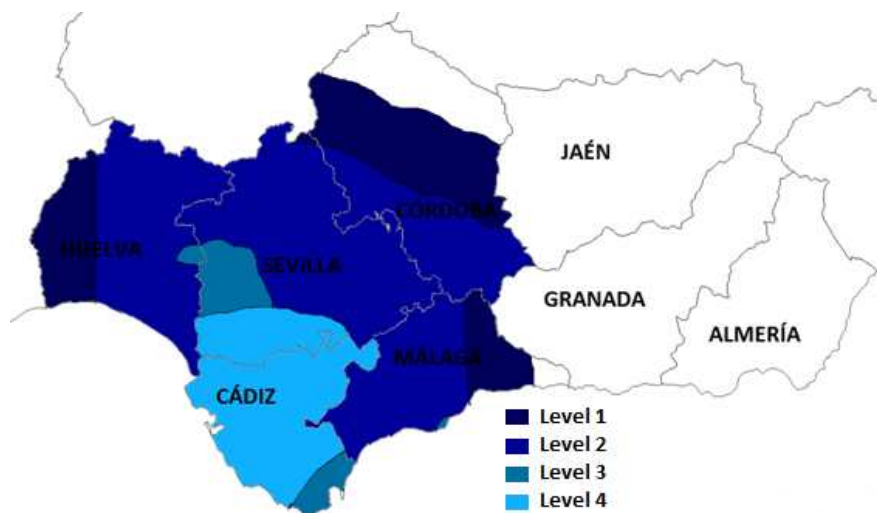 JAÉN
CÓRDOBA
HUELVA
SEVILLA
GRANADA
ALMERÍA
MÁLAGA
CÁDIZ
Level 1
Level 2
Level 3
Level 4